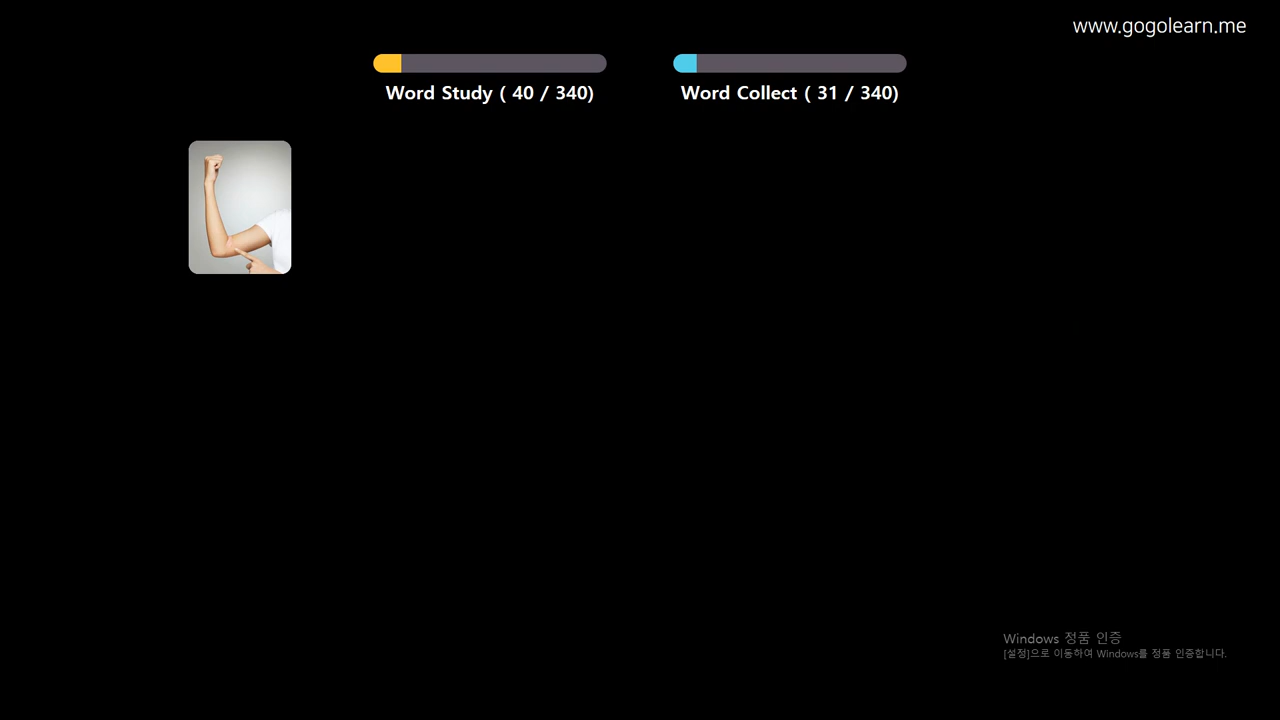 www.gogolearn.me
Word Study ( 40 / 340)
Word Collect ( 31 / 340)
Windows 정품 인증
[설정]으로 이동하여 Windows를 정품 인증합니다.